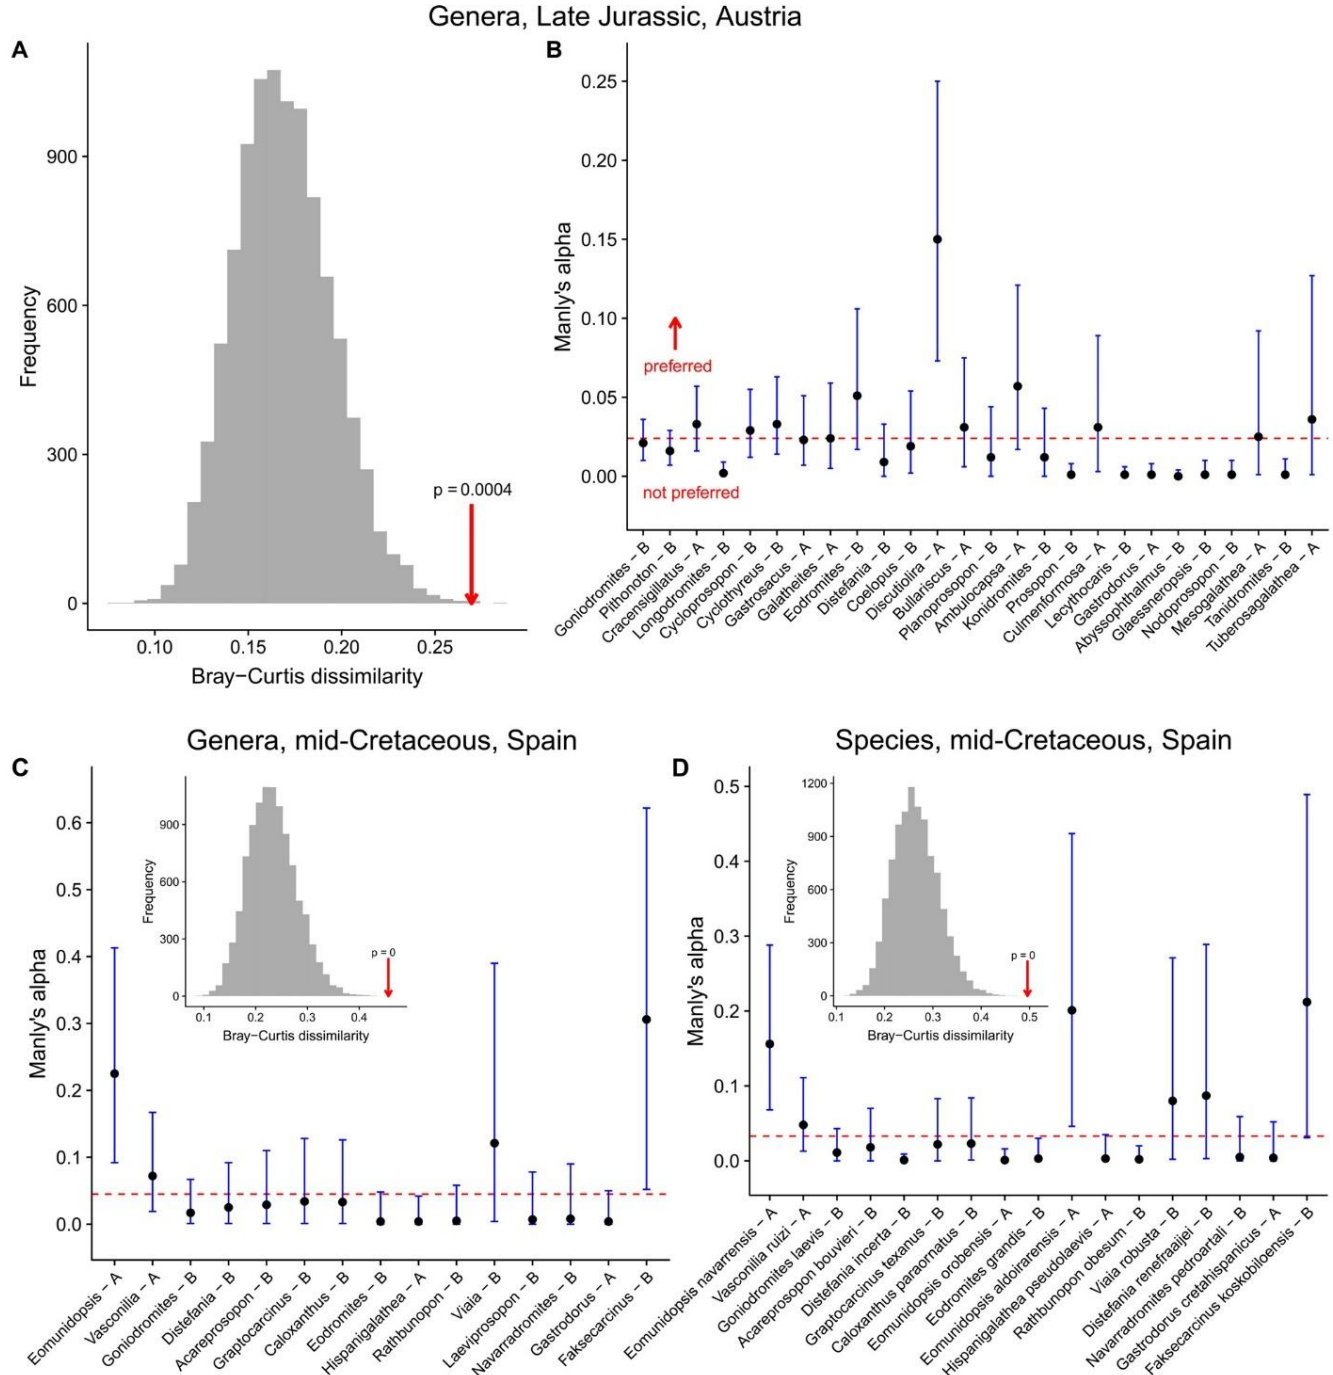 Genera, Late Jurassic, Austria
A
Frequency
900
600
300
0
p = 0.0004
0.10 0.15 0.20 0.25
Bray−Curtis dissimilarity
B
Manly's alpha
0.25
0.20
0.15
0.10
0.05
0.00
preferred
not preferred
Goniodromites – B
Pithonoton – B
Cracensigillatus – A
Longodromites – B
Cycloprosopon – B
Cyclothyreus – B
Gastrosacus – A
Galatheites – A
Eodromites – B
Distefania – B
Coelopus – B
Discutiolira – A
Bullariscus – A
Planoprosopon – B
Ambulocapsa – A
Konidromites – B
Prosopon – B
Culmenformosa – A
Lecythocaris – B
Gastrodorus – A
Abyssophthalmus – B
Glaessneropsis – B
Nodoprosopon – B
Mesogalathea – A
Tanidromites – B
Tuberosagalathea – A
Genera, mid-Cretaceous, Spain
C
Manly's alpha
0.6
0.5
0.4
0.3
0.2
0.1
0.0
Frequency
900
600
300
0
p = 0
0.1 0.2 0.3 0.4
Bray−Curtis dissimilarity
Eomunidopsis – A
Vasconilia – A
Goniodromites – B
Distefania – B
Acareprosopon – B
Graptocarcinus – B
Caloxanthus – B
Eodromites – B
Hispanigalathea – A
Rathbunopon – B
Viaia – B
Laeviprosopon – B
Navarradromites – B
Gastrodorus – A
Faksecarcinus – B
Species, mid-Cretaceous, Spain
D
Manly's alpha
0.5
0.4
0.3
0.2
0.1
0.0
Frequency
1200
900
600
300
0
p = 0
0.1 0.2 0.3 0.4 0.5
Bray−Curtis dissimilarity
Eomunidopsis navarrensis – A
Vasconilia ruizi – A
Goniodromites laevis – B
Acareprosopon bouvieri – B
Distefania incerta – B
Graptocarcinus texanus – B
Caloxanthus paraornatus – B
Eomunidopsis orobensis – A
Eodromites grandis – B
Eomunidopsis aldoirarensis – A
Hispanigalathea pseudolaevis – A
Rathbunopon obesum – B
Viaia robusta – B
Distefania renefraaijei – B
Navarradromites pedroartali – B
Gastrodorus cretahispanicus – A
Faksecarcinus koskobiloensis – B